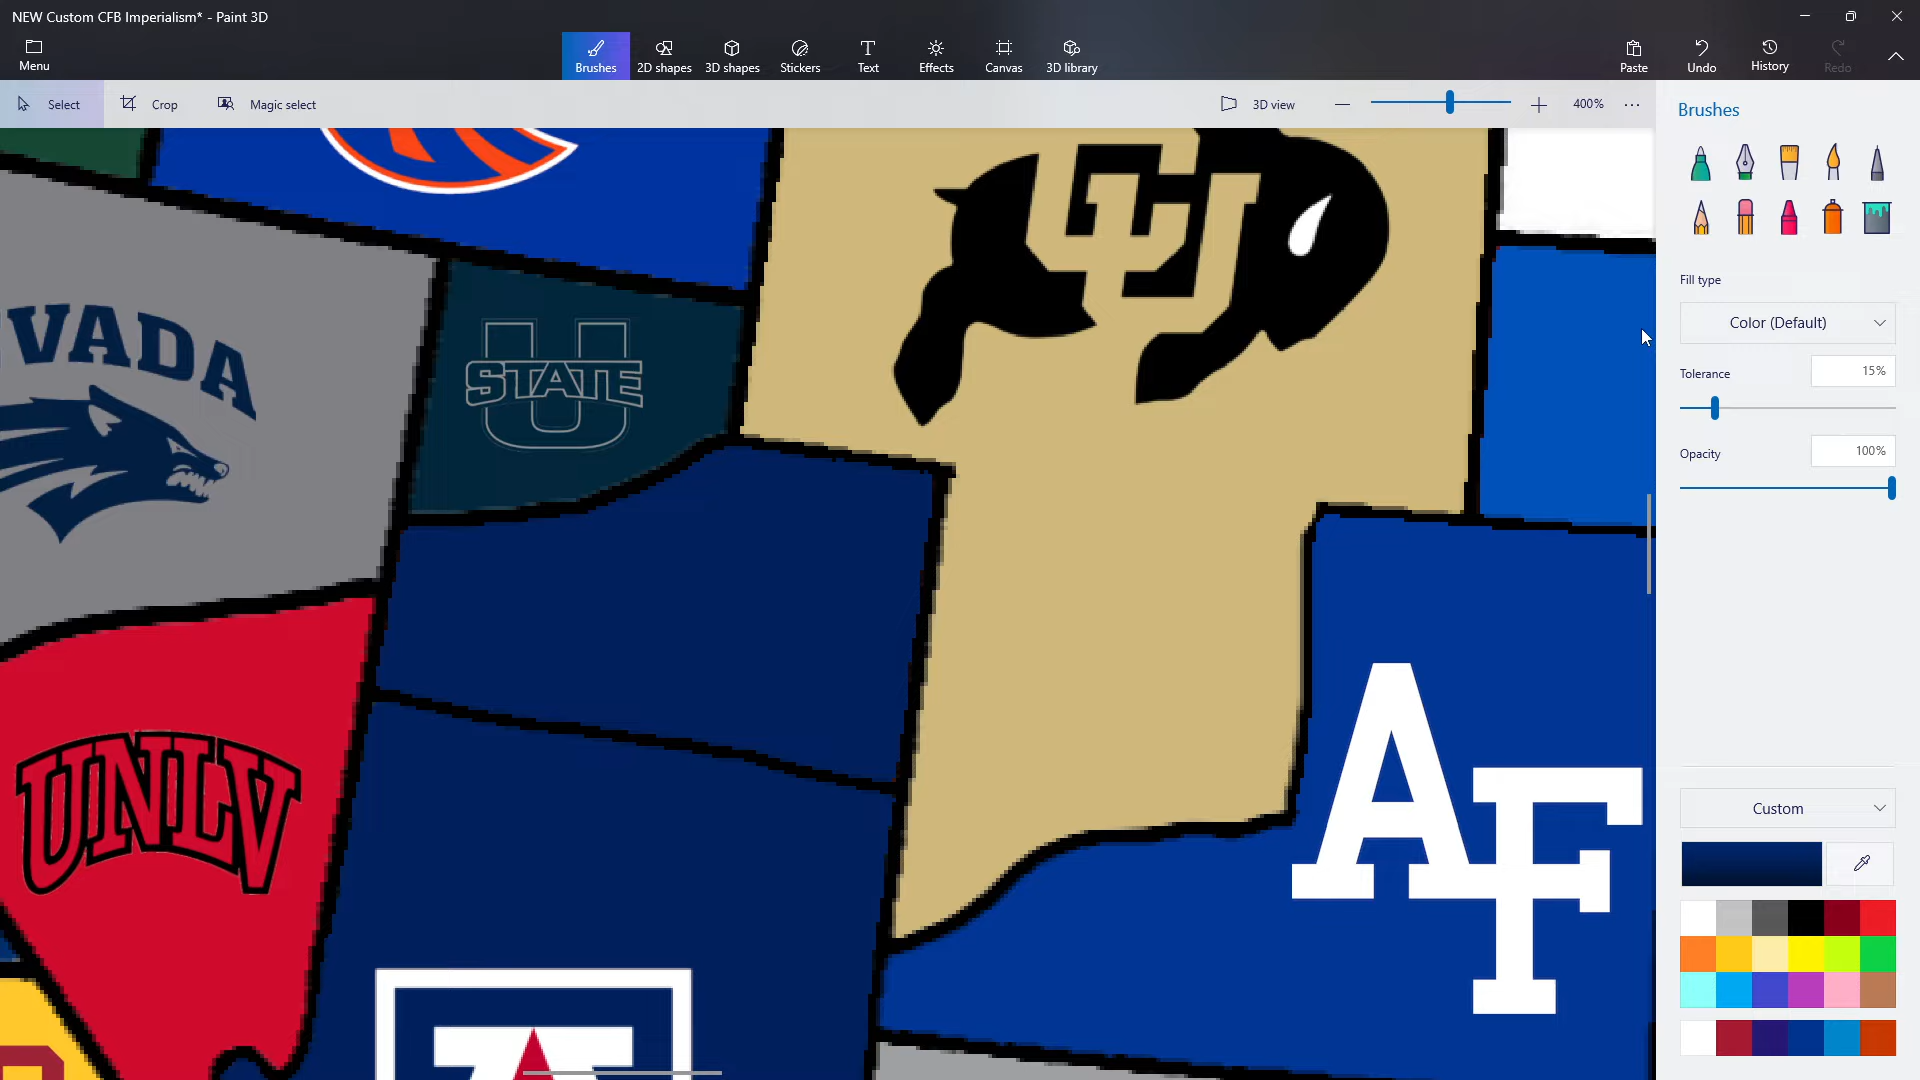 NEW Custom CFB Imperialism* - Paint 3D
Menu
Brushes
2D shapes
3D shapes
Stickers
Text
Effects
Canvas
3D library
Paste
Undo
History
Redo
Select
Crop
Magic select
3D view
400%
Brushes
Fill type
Color (Default)
Tolerance
15%
Opacity
100%
Custom
CU
VADA
U
STATE
UNLV
AF
A